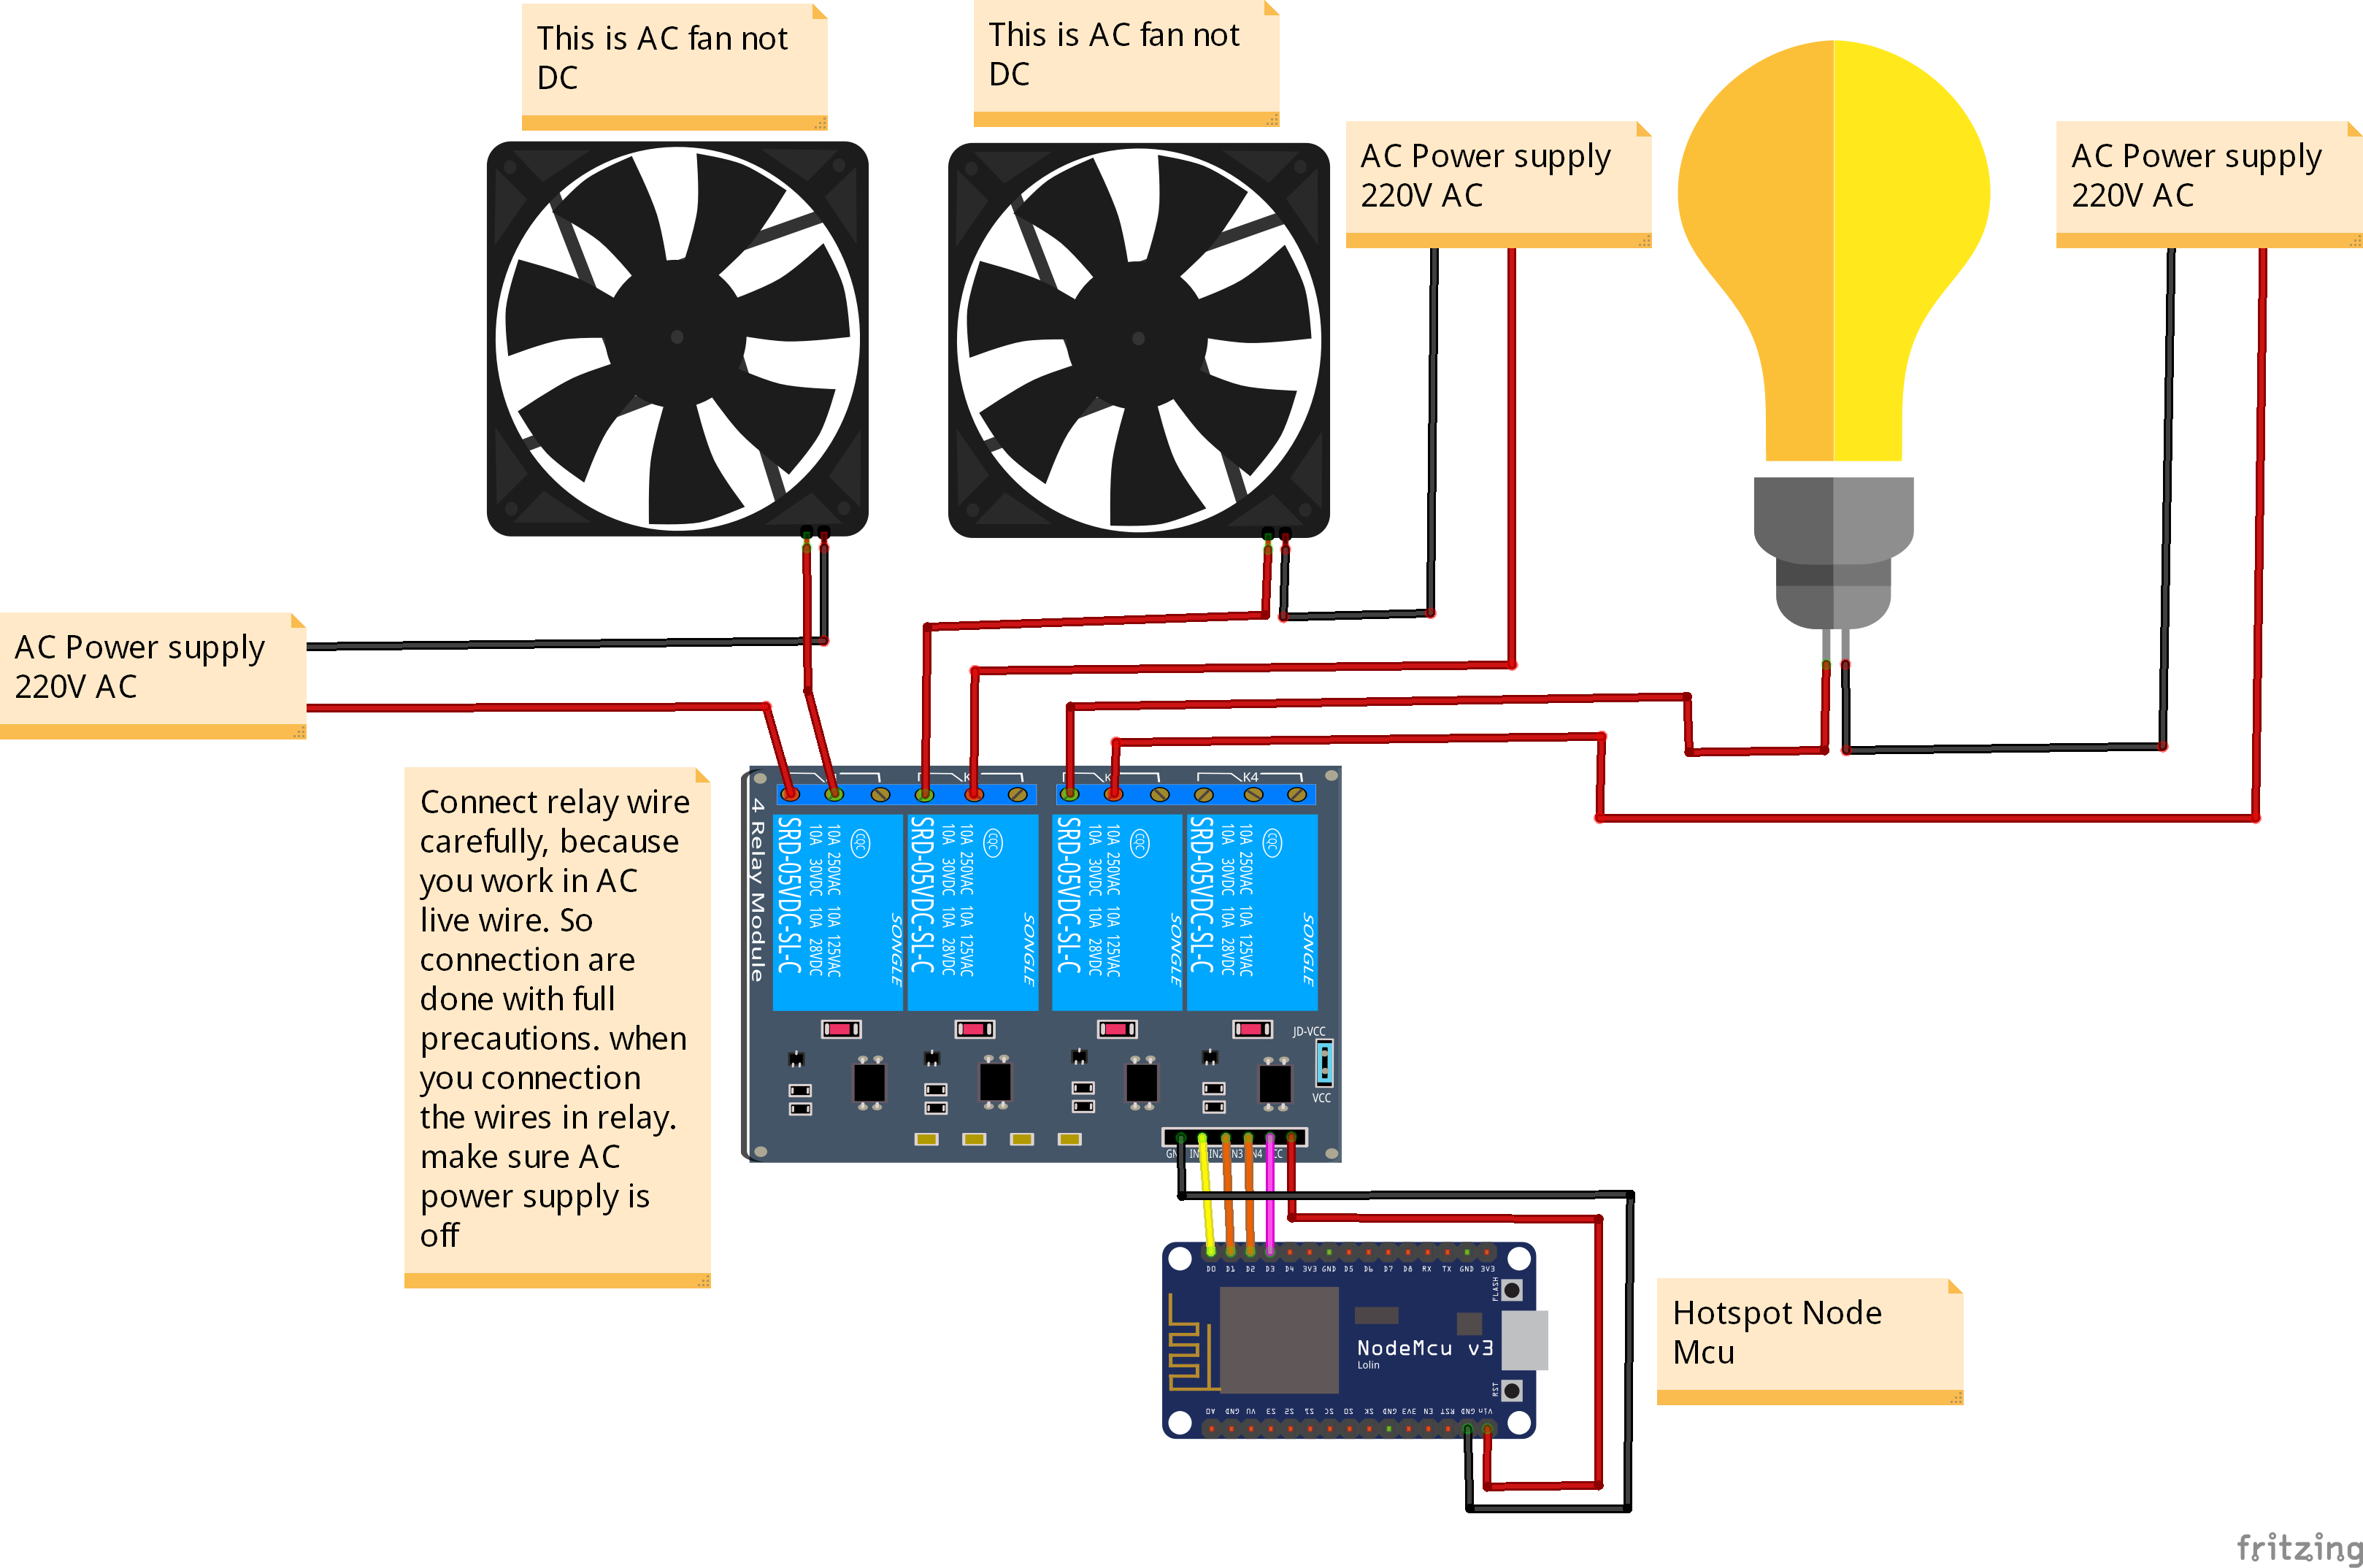 This is AC fan not
DC
This is AC fan not
DC
AC Power supply
220V AC
AC Power supply
220V AC
AC Power supply
220V AC
Connect relay wire
carefully, because
you work in AC
live wire. So
connection are
done with full
precautions. when
you connection
the wires in relay.
make sure AC
power supply is
off
K4
4 Relay Module
SRD-05VDC-SL-C
10A 30VDC 10A 28VDC
10A 250VAC 10A 125VAC
CQC
SONGLE
SRD-05VDC-SL-C
10A 30VDC 10A 28VDC
10A 250VAC 10A 125VAC
CQC
SONGLE
SRD-05VDC-SL-C
10A 30VDC 10A 28VDC
10A 250VAC 10A 125VAC
CQC
SONGLE
SRD-05VDC-SL-C
10A 30VDC 10A 28VDC
10A 250VAC 10A 125VAC
CQC
SONGLE
JD-VCC
VCC
D0 D1 D2 D3 D4 3V3 GND D5 D6 D7 D8 RX TX GND 3V3
FLASH
NodeMcu v3
Lolin
RST
A0 GND VU S3 S2 S1 SC S0 SK GND 3V3 EN RST GND Vin
Hotspot Node
Mcu
fritzing